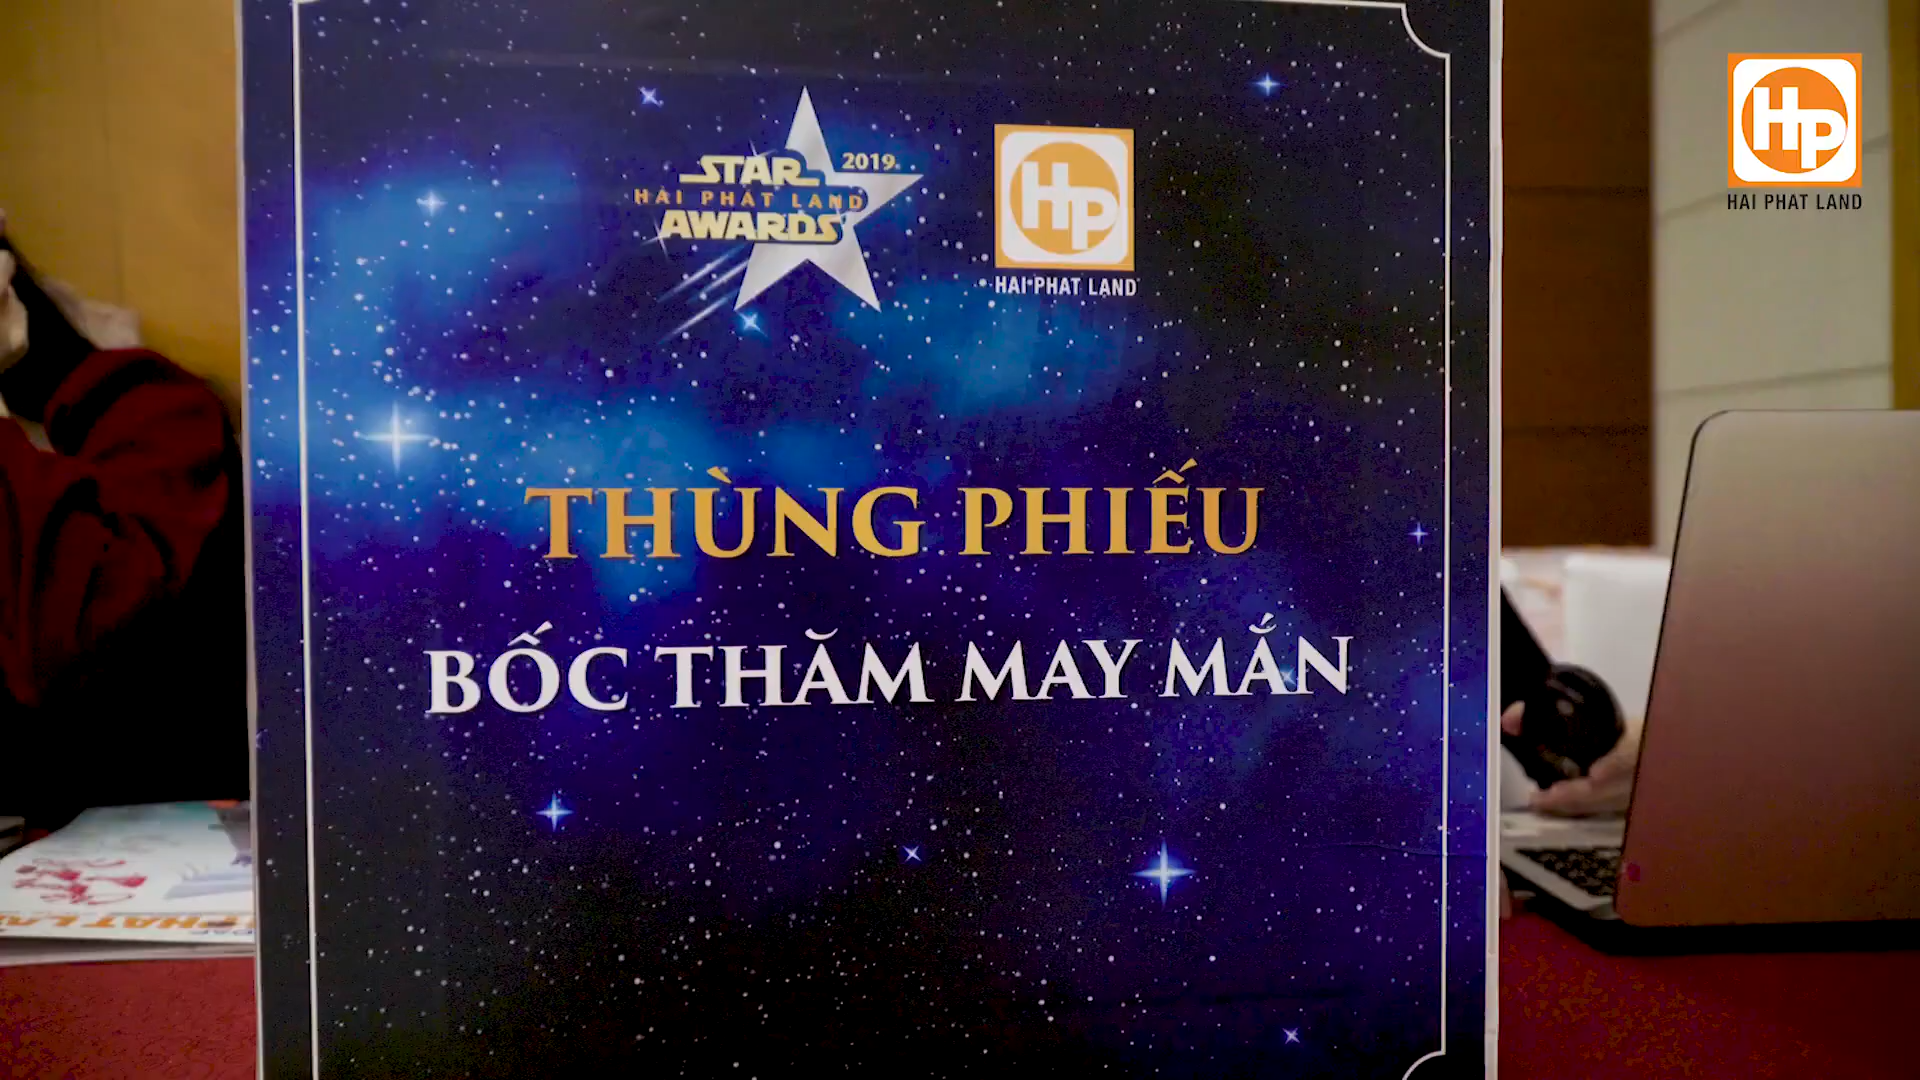 STAR 2019
HAI PHAT LAND
AWARDS
HP
HAI PHAT LAND
THÙNG PHIẾU
BỐC THĂM MAY MẮN
HP
HAI PHAT LAND